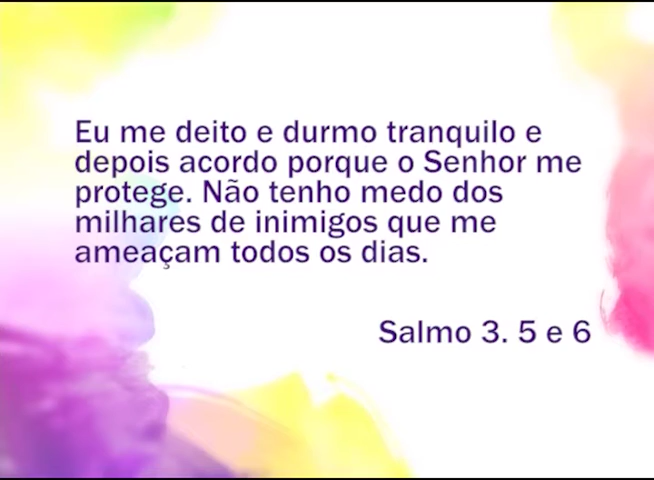 Eu me deito e durmo tranquilo e
depois acordo porque o Senhor me
protege. Não tenho medo dos
milhares de inimigos que me
ameaçam todos os dias.
Salmo 3. 5 e 6